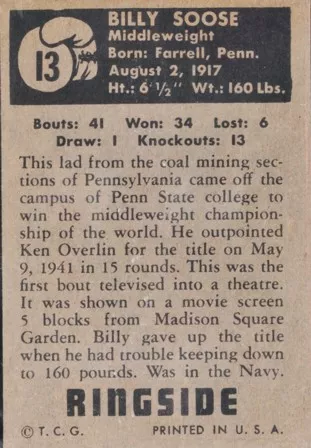 13
BILLY SOOSE
Middleweight
Born: Farrell, Penn.
August 2, 1917
Ht.: 6'½" Wt.: 160 Lbs.
Bouts: 41 Won: 34 Lost: 6
Draw: 1 Knockouts: 13
This lad from the coal mining sec-
tions of Pennsylvania came off the
campus of Penn State college to
win the middleweight champion-
ship of the world. He outpointed
Ken Overlin for the title on May
9, 1941 in 15 rounds. This was the
first bout televised into a theatre.
It was shown on a movie screen
5 blocks from Madison Square
Garden. Billy gave up the title
when he had trouble keeping down
to 160 pounds. Was in the Navy.
RINGSIDE
© T. C. G. PRINTED IN U. S. A.